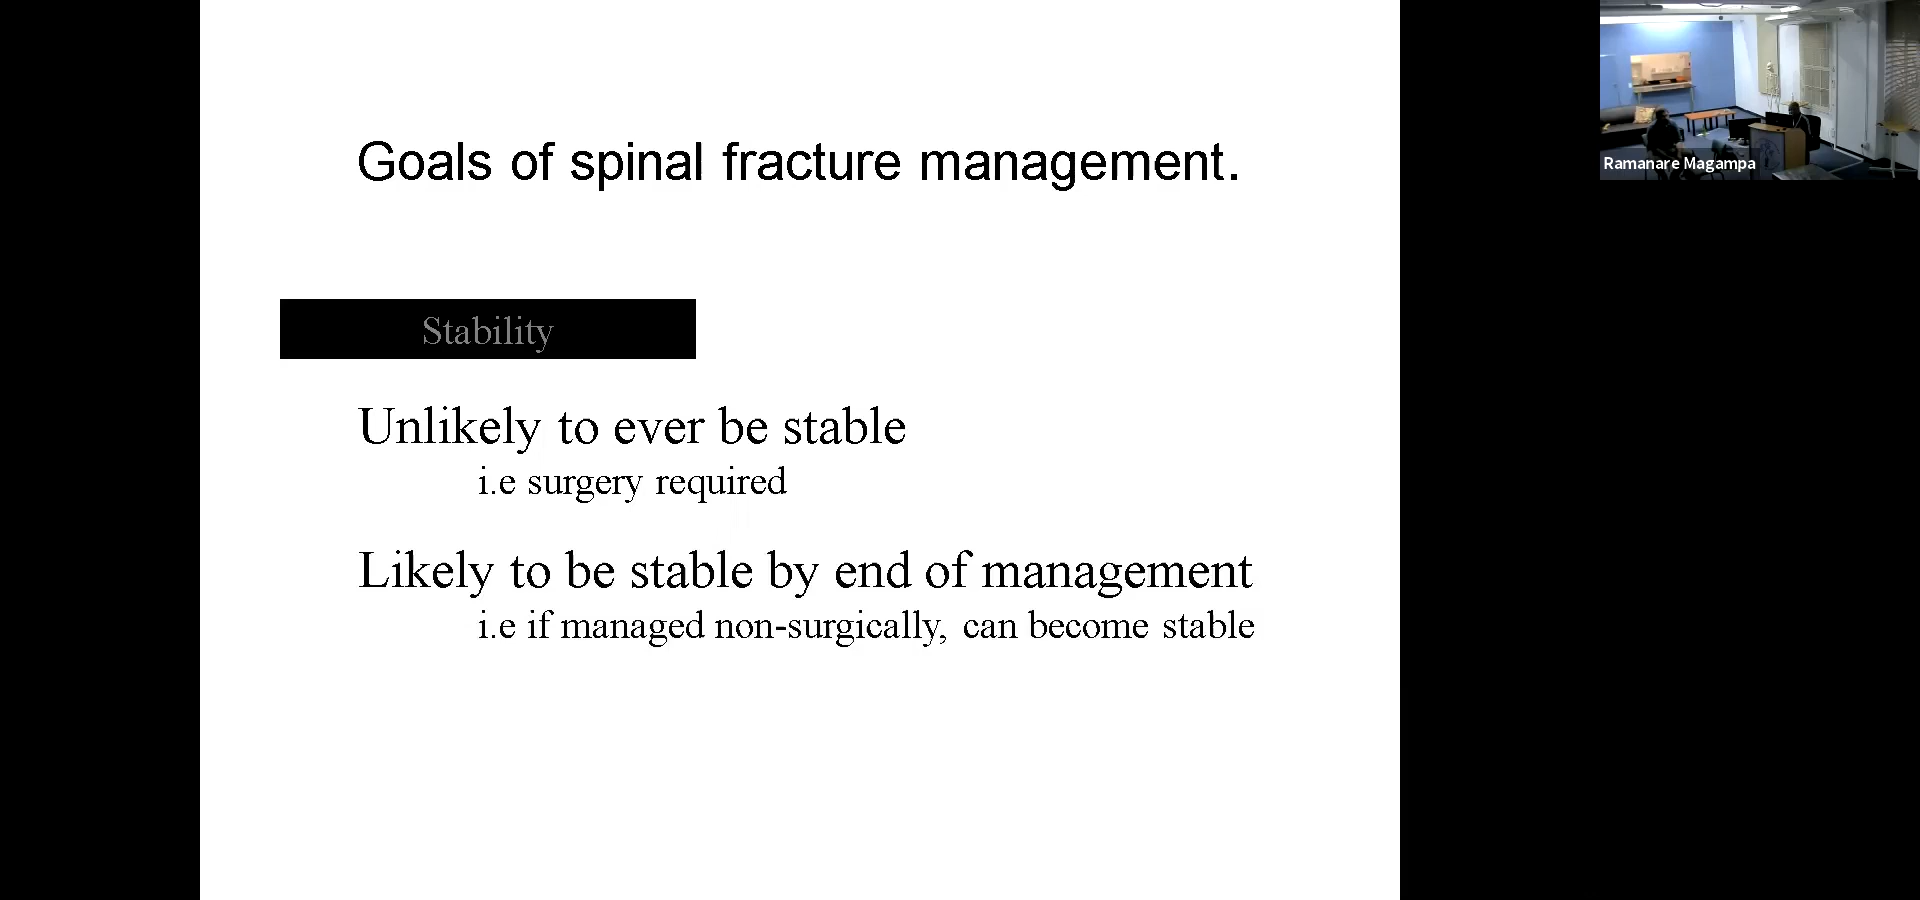 Goals of spinal fracture management.
Stability
Unlikely to ever be stable
i.e surgery required
Likely to be stable by end of management
i.e if managed non-surgically, can become stable
Ramanare Magampa